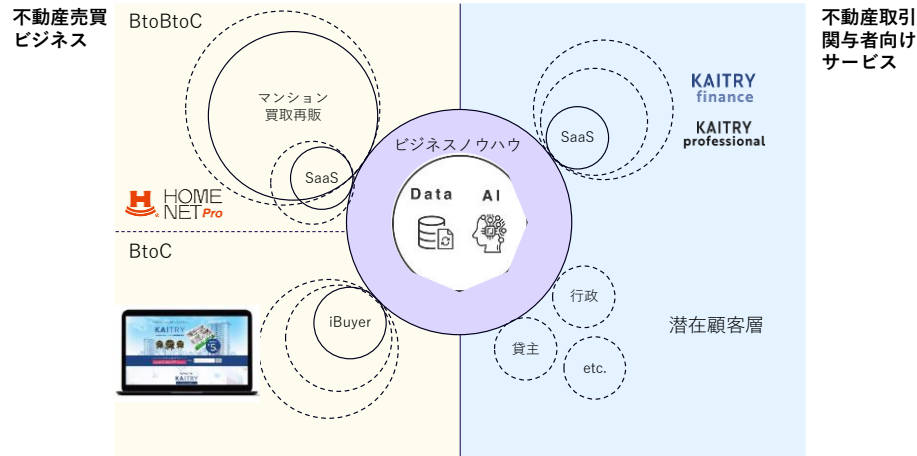 不動産売買
ビジネス
BtoBtoC
マンション
買取再販
SaaS
HOME
NET Pro
BtoC
KAITRY
KAITRY
iBuyer
ビジネスノウハウ
Data AI
SaaS
KAITRY
finance
KAITRY
professional
行政
貸主
etc.
潜在顧客層
不動産取引
関与者向け
サービス